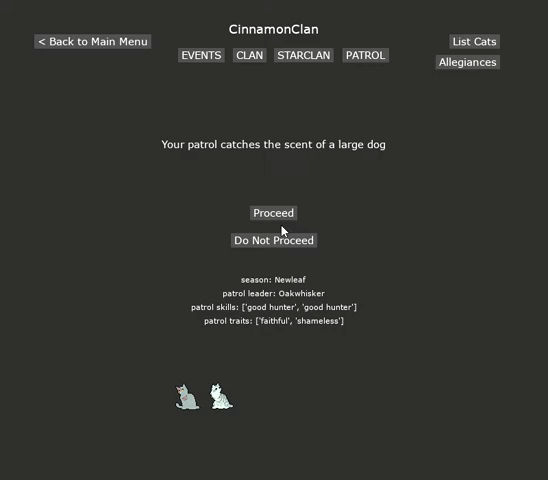 CinnamonClan
< Back to Main Menu
List Cats
EVENTS
CLAN
STARCLAN
PATROL
Allegiances
Your patrol catches the scent of a large dog
Proceed
Do Not Proceed
season: Newleaf
patrol leader: Oakwhisker
patrol skills: ['good hunter', 'good hunter']
patrol traits: ['faithful', 'shameless']